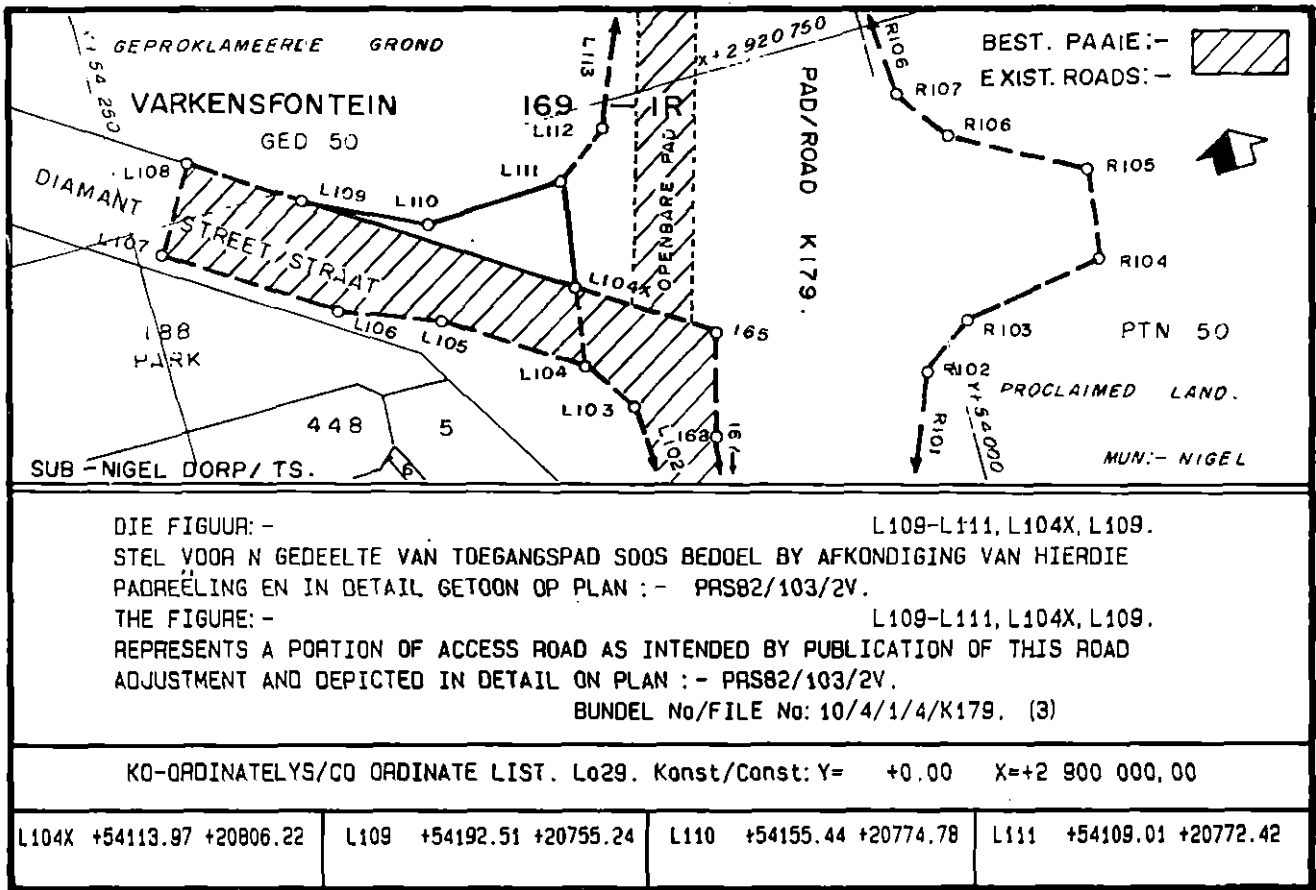 GEPROKLAMEERDE GROND
Y+54 250
VARKENSFONTEIN 169 - IR
GED 50
L113
L112
L111
L110
L109
L108
L107
L106
L105
L104
L104X
L103
L102
165
168
DIAMANT STREET/STRAAT
OPENBARE PAD
X+2 920 750
PAD/ROAD K179.
188
PARK
448
5
6
SUB-NIGEL DORP/TS.
BEST. PAAIE:-
EXIST. ROADS:-
R106
R107
R106
R105
R104
R103
R102
R101
PTN 50
PROCLAIMED LAND.
Y+54000
MUN:- NIGEL
DIE FIGUUR:- L109-L111, L104X, L109.
STEL VOOR N GEDEELTE VAN TOEGANGSPAD SOOS BEDOEL BY AFKONDIGING VAN HIERDIE
PADREËLING EN IN DETAIL GETOON OP PLAN :- PRS82/103/2V.
THE FIGURE:- L109-L111, L104X, L109.
REPRESENTS A PORTION OF ACCESS ROAD AS INTENDED BY PUBLICATION OF THIS ROAD
ADJUSTMENT AND DEPICTED IN DETAIL ON PLAN :- PRS82/103/2V.
BUNDEL No/FILE No: 10/4/1/4/K179. (3)
KO-ORDINATELYS/CO ORDINATE LIST. Lo29. Konst/Const: Y= +0.00 X=+2 900 000,00
L104X +54113.97 +20806.22
L109 +54192.51 +20755.24
L110 +54155.44 +20774.78
L111 +54109.01 +20772.42